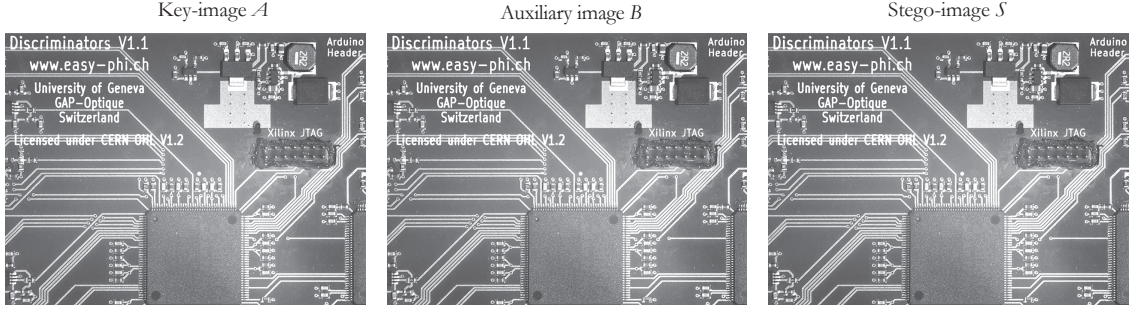 Key-image A
Auxiliary image B
Stego-image S
Discriminators V1.1
www.easy-phi.ch
University of Geneva
GAP-Optique
Switzerland
Licensed under CERN OHL V1.2
Arduino
Header
Xilinx JTAG
Discriminators V1.1
www.easy-phi.ch
University of Geneva
GAP-Optique
Switzerland
Licensed under CERN OHL V1.2
Arduino
Header
Xilinx JTAG
Discriminators V1.1
www.easy-phi.ch
University of Geneva
GAP-Optique
Switzerland
Licensed under CERN OHL V1.2
Arduino
Header
Xilinx JTAG